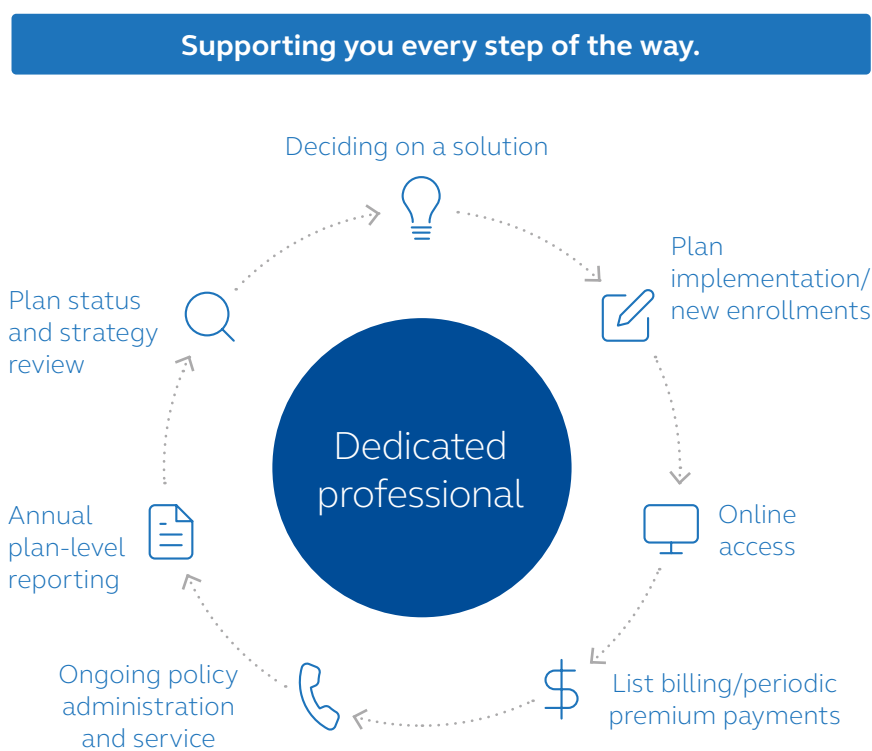 Supporting you every step of the way.
Deciding on a solution
Plan
implementation/
new enrollments
Online
access
List billing/periodic
premium payments
Ongoing policy
administration
and service
Annual
plan-level
reporting
Plan status
and strategy
review
Dedicated
professional